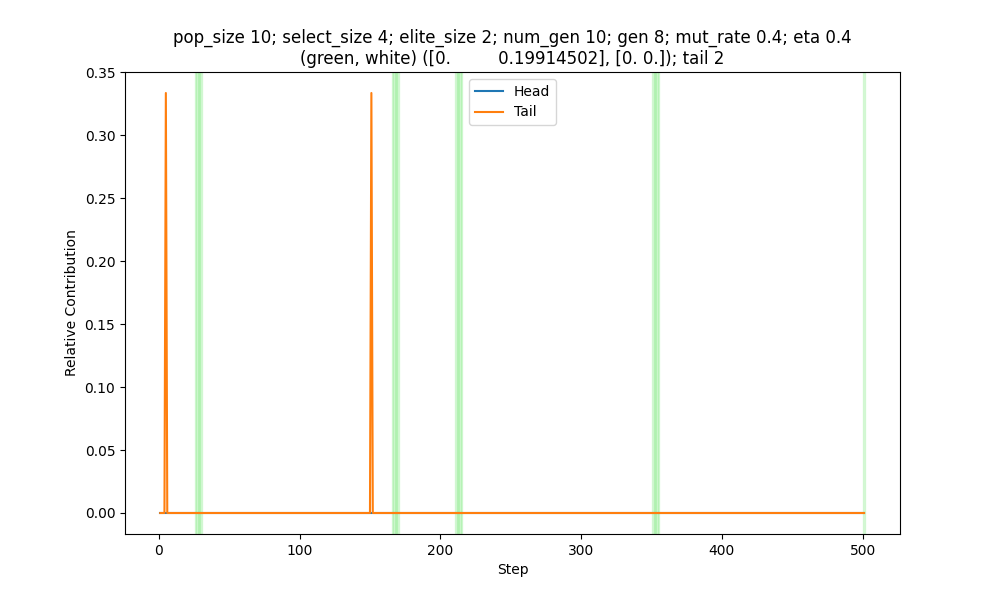 pop_size 10; select_size 4; elite_size 2; num_gen 10; gen 8; mut_rate 0.4; eta 0.4
(green, white) ([0.          0.19914502], [0. 0.]); tail 2
Head
Tail
0.35
0.30
0.25
0.20
0.15
0.10
0.05
0.00
Relative Contribution
0 100 200 300 400 500
Step